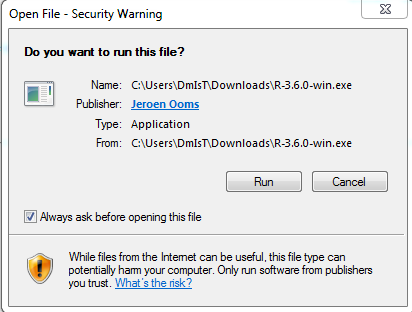 Open File - Security Warning
Do you want to run this file?
Name: C:\Users\DmIsT\Downloads\R-3.6.0-win.exe
Publisher: Jeroen Ooms
Type: Application
From: C:\Users\DmIsT\Downloads\R-3.6.0-win.exe
Run Cancel
Always ask before opening this file
While files from the Internet can be useful, this file type can
potentially harm your computer. Only run software from publishers
you trust. What's the risk?